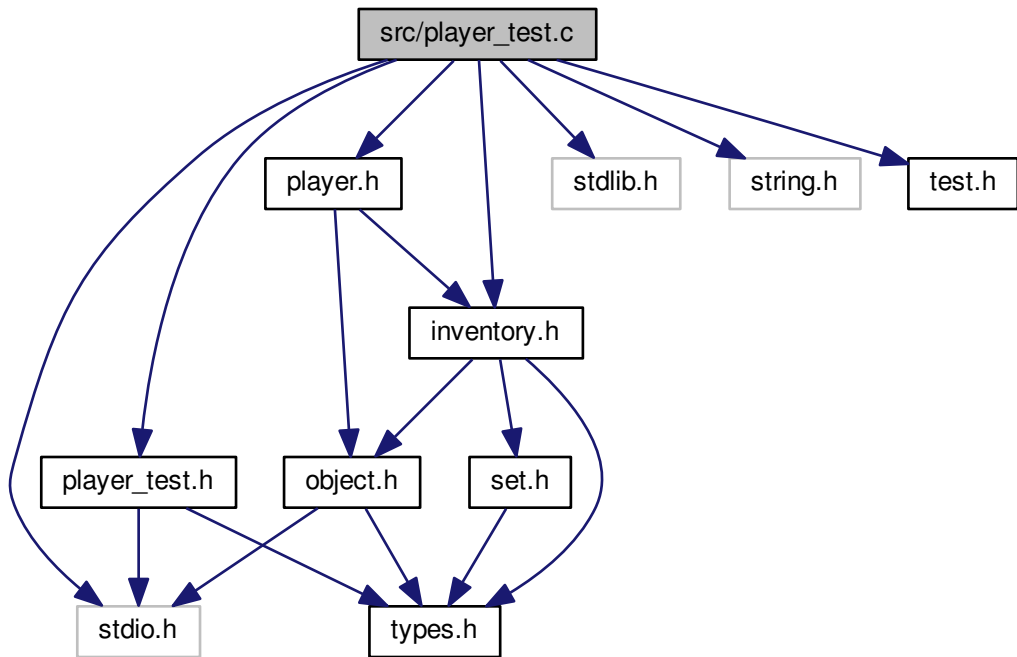 src/player_test.c
player.h
stdlib.h
string.h
test.h
inventory.h
player_test.h
object.h
set.h
stdio.h
types.h